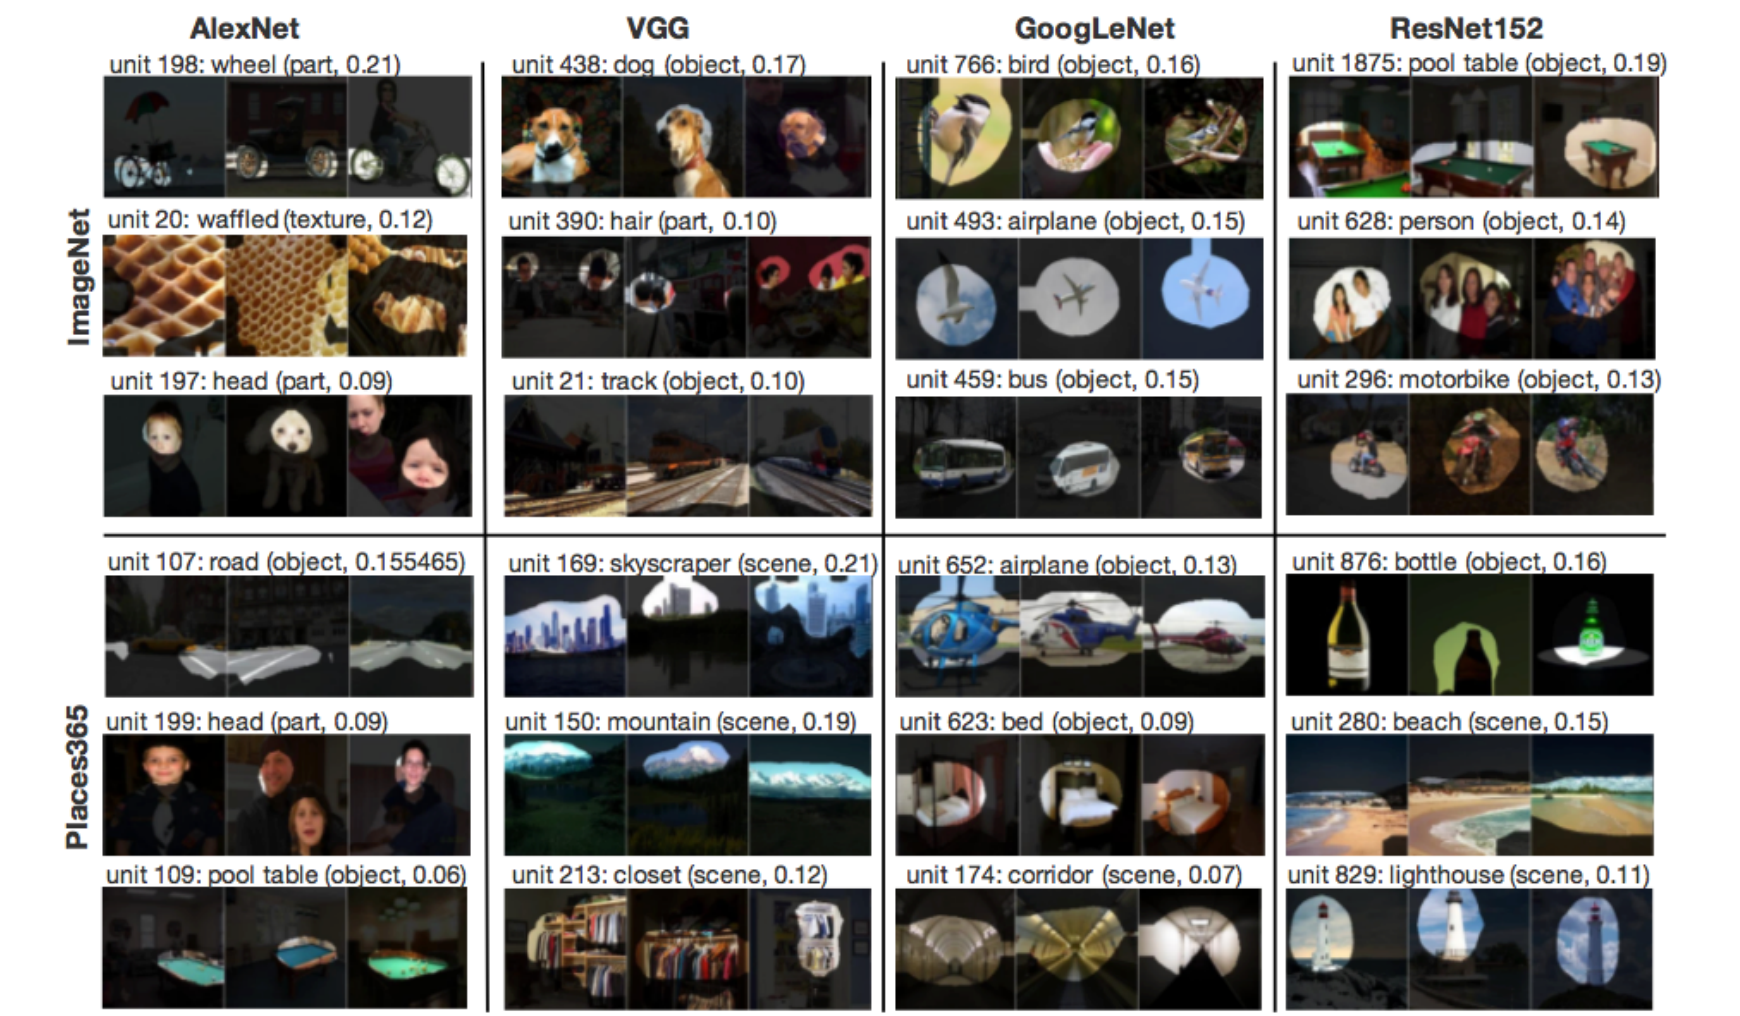 AlexNet VGG GoogLeNet ResNet152
unit 198: wheel (part, 0.21) unit 438: dog (object, 0.17) unit 766: bird (object, 0.16) unit 1875: pool table (object, 0.19)
unit 20: waffled (texture, 0.12) unit 390: hair (part, 0.10) unit 493: airplane (object, 0.15) unit 628: person (object, 0.14)
ImageNet
unit 197: head (part, 0.09) unit 21: track (object, 0.10) unit 459: bus (object, 0.15) unit 296: motorbike (object, 0.13)
unit 107: road (object, 0.155465) unit 169: skyscraper (scene, 0.21) unit 652: airplane (object, 0.13) unit 876: bottle (object, 0.16)
unit 199: head (part, 0.09) unit 150: mountain (scene, 0.19) unit 623: bed (object, 0.09) unit 280: beach (scene, 0.15)
Places365
unit 109: pool table (object, 0.06) unit 213: closet (scene, 0.12) unit 174: corridor (scene, 0.07) unit 829: lighthouse (scene, 0.11)